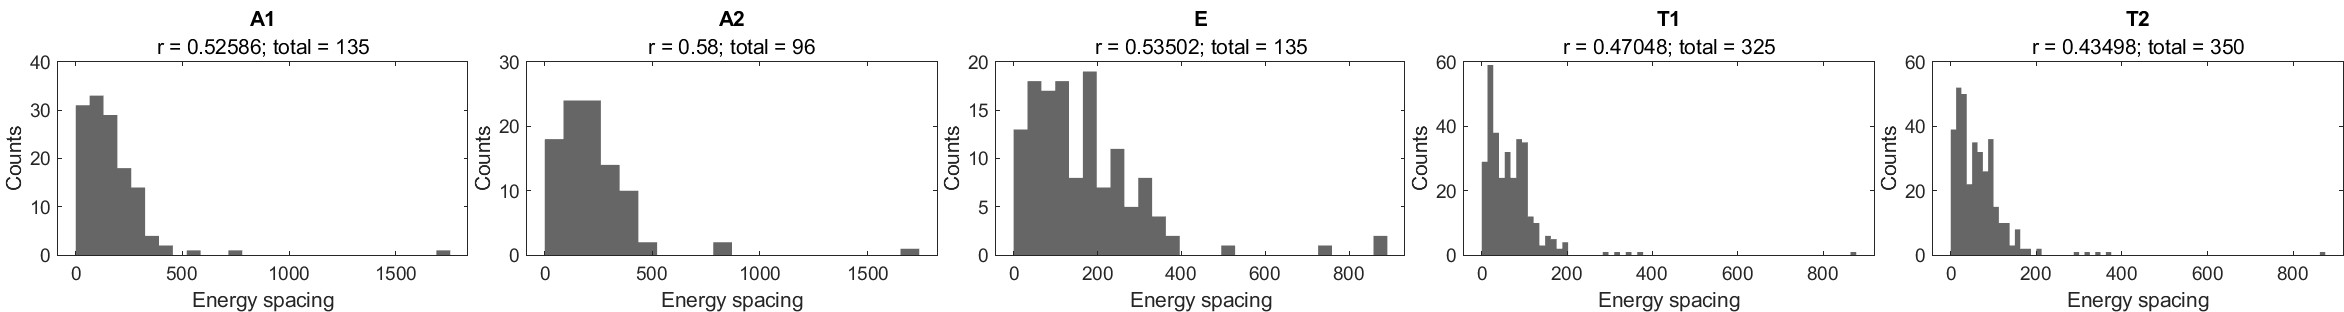 A1
r = 0.52586; total = 135
40
30
20
10
0
Counts
0 500 1000 1500
Energy spacing
A2
r = 0.58; total = 96
30
20
10
0
Counts
0 500 1000 1500
Energy spacing
E
r = 0.53502; total = 135
20
15
10
5
0
Counts
0 200 400 600 800
Energy spacing
T1
r = 0.47048; total = 325
60
40
20
0
Counts
0 200 400 600 800
Energy spacing
T2
r = 0.43498; total = 350
60
40
20
0
Counts
0 200 400 600 800
Energy spacing